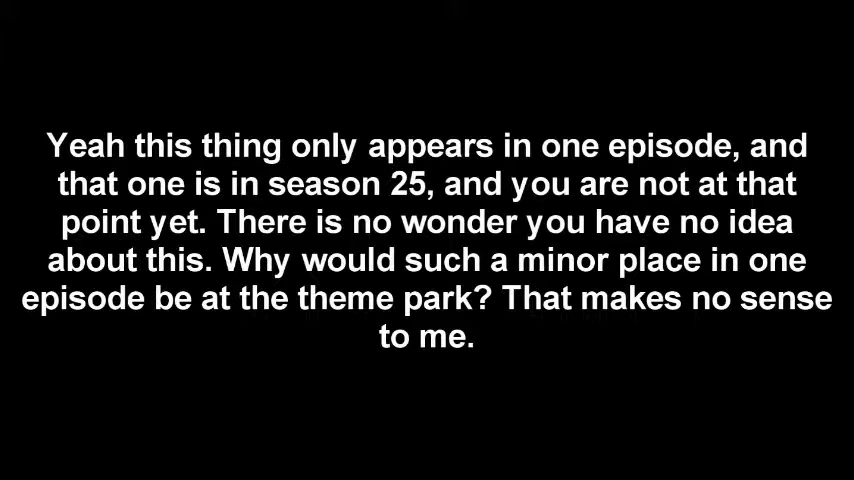 Yeah this thing only appears in one episode, and
that one is in season 25, and you are not at that
point yet. There is no wonder you have no idea
about this. Why would such a minor place in one
episode be at the theme park? That makes no sense
to me.